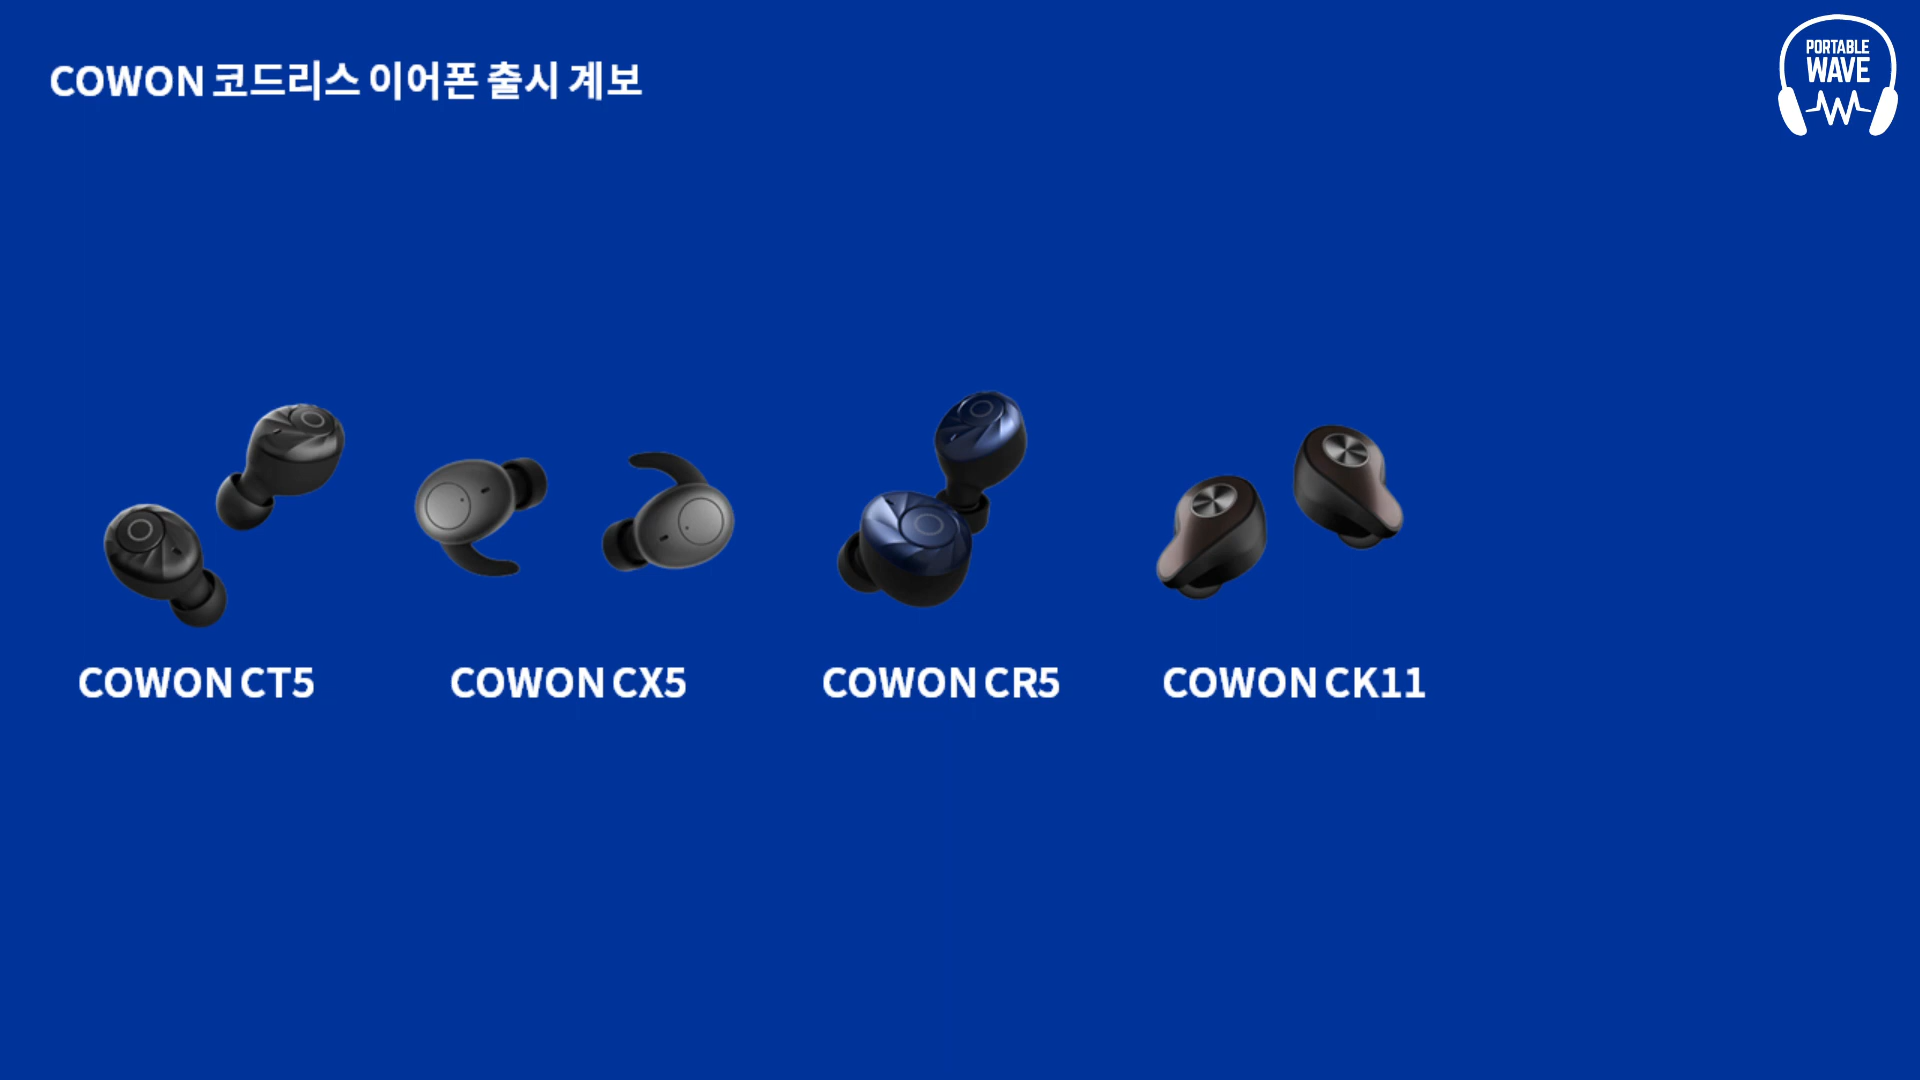 COWON 코드리스 이어폰 출시 계보
PORTABLE
WAVE
COWON CT5
COWON CX5
COWON CR5
COWON CK11